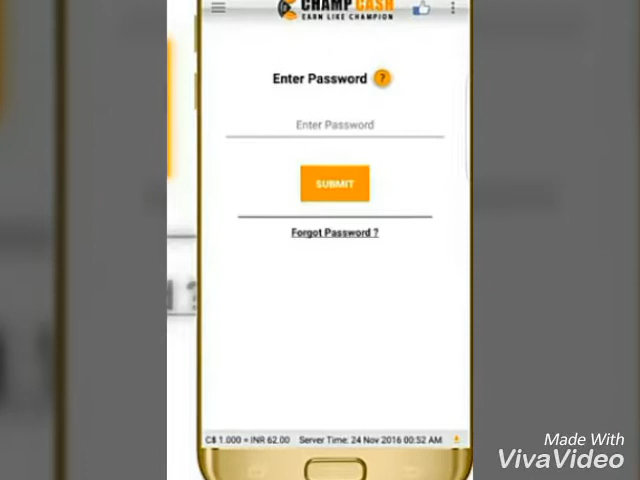 CHAMP CASH
EARN LIKE CHAMPION
Enter Password ?
Enter Password
SUBMIT
Forgot Password ?
C$ 1.000 = INR 62.00 Server Time: 24 Nov 2016 00:52 AM
Made With
VivaVideo